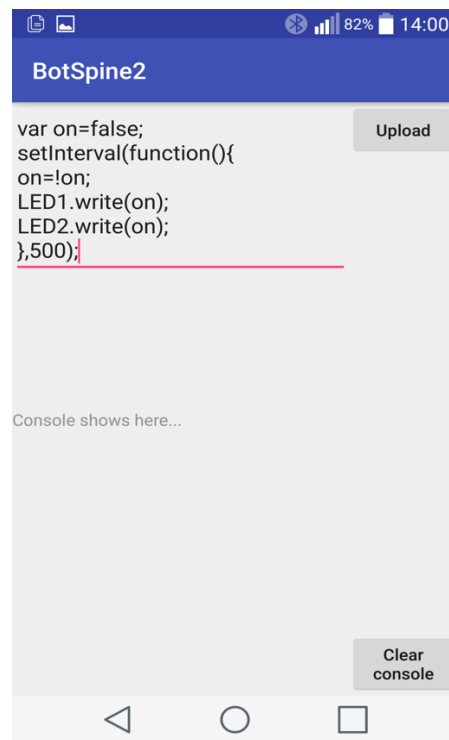 82% 14:00
BotSpine2
var on=false;
setInterval(function(){
on=!on;
LED1.write(on);
LED2.write(on);
},500);
Upload
Console shows here...
Clear
console